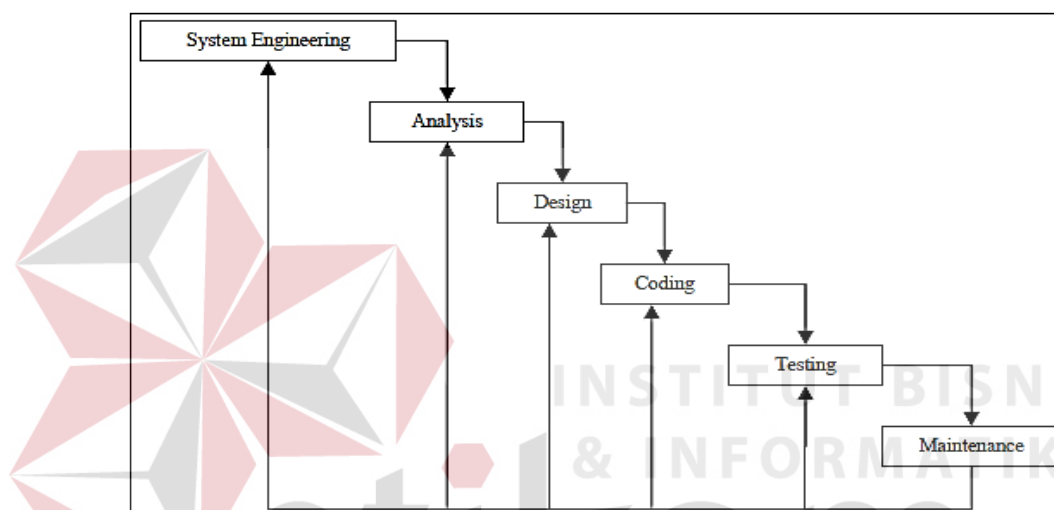 System Engineering
Analysis
Design
Coding
Testing
INSTITUT BISN
Maintenance
& INFORMATIK